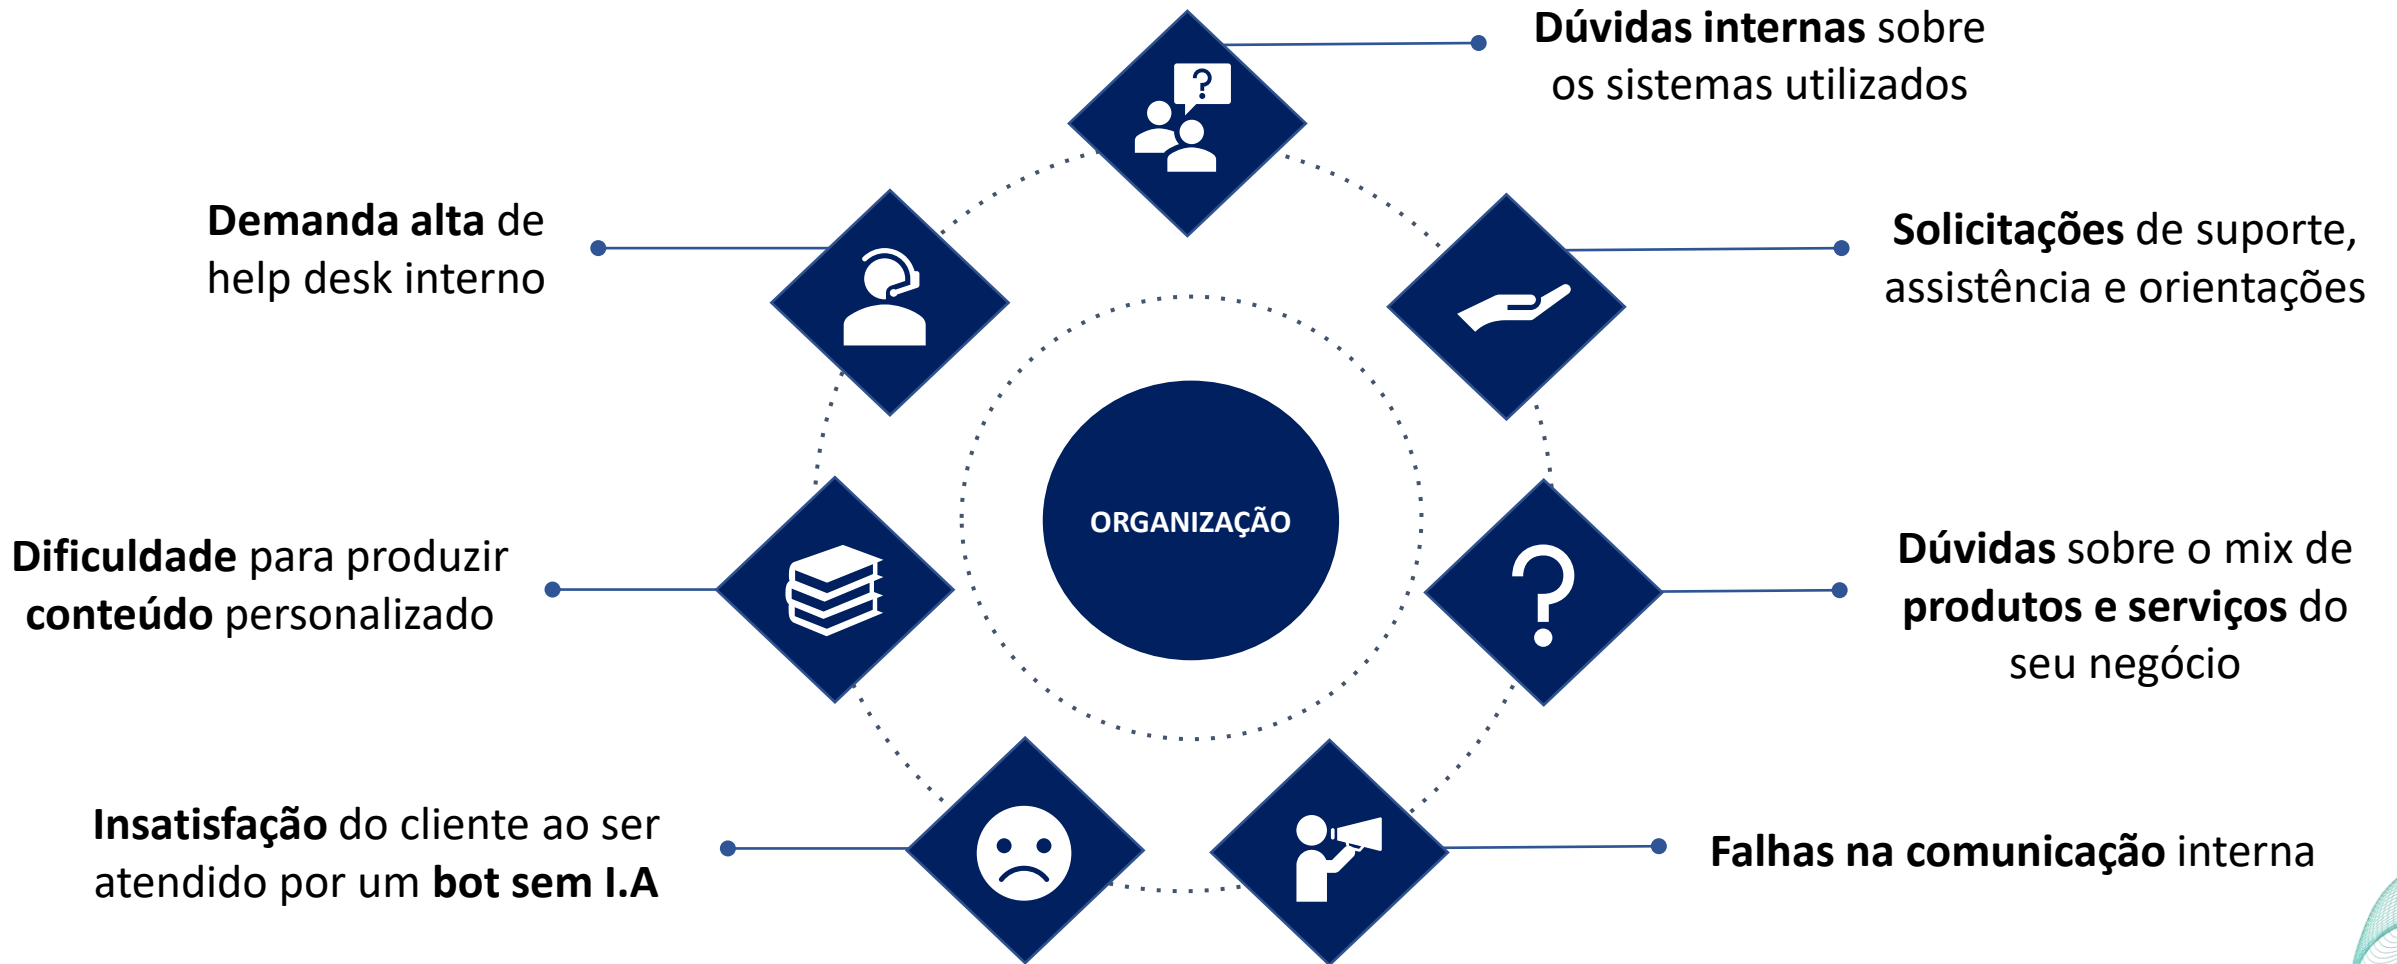 Dúvidas internas sobre
os sistemas utilizados
Solicitações de suporte,
assistência e orientações
Dúvidas sobre o mix de
produtos e serviços do
seu negócio
Falhas na comunicação interna
Insatisfação do cliente ao ser
atendido por um bot sem I.A
Dificuldade para produzir
conteúdo personalizado
Demanda alta de
help desk interno
ORGANIZAÇÃO